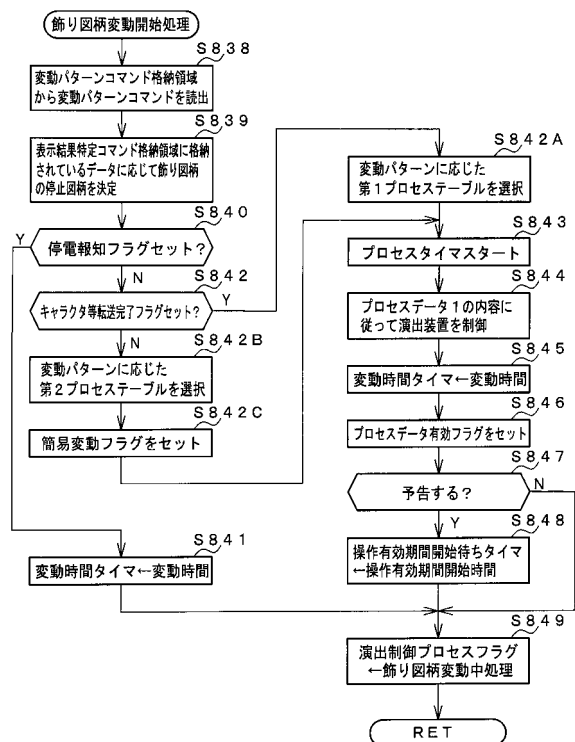 飾り図柄変動開始処理
S838
変動パターンコマンド格納領域
から変動パターンコマンドを読出
S839
表示結果特定コマンド格納領域に格納
されているデータに応じて飾り図柄
の停止図柄を決定
S840
停電報知フラグセット？
Y
N
S842
キャラクタ等転送完了フラグセット？
Y
N
S842B
変動パターンに応じた
第２プロセステーブルを選択
S842C
簡易変動フラグをセット
S841
変動時間タイマ←変動時間
S842A
変動パターンに応じた
第１プロセステーブルを選択
S843
プロセスタイマスタート
S844
プロセスデータ１の内容に
従って演出装置を制御
S845
変動時間タイマ←変動時間
S846
プロセスデータ有効フラグをセット
S847
予告する？
N
Y
S848
操作有効期間開始待ちタイマ
←操作有効期間開始時間
S849
演出制御プロセスフラグ
←飾り図柄変動中処理
RET